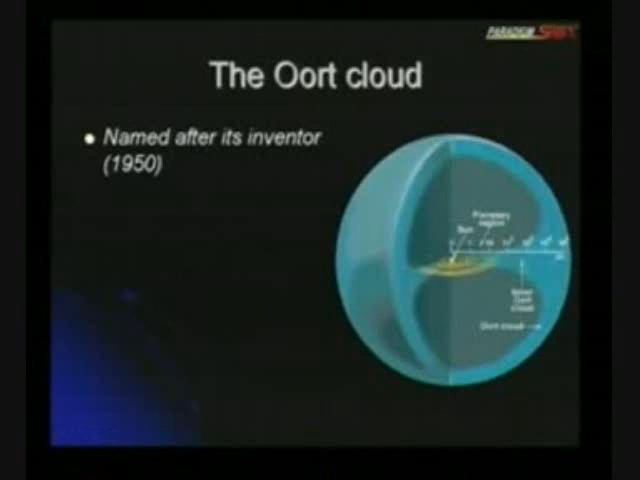 PARADIGM SHIFT
The Oort cloud
Named after its inventor
(1950)
Planetary
region
Sun
Inner
Oort
cloud
Oort cloud